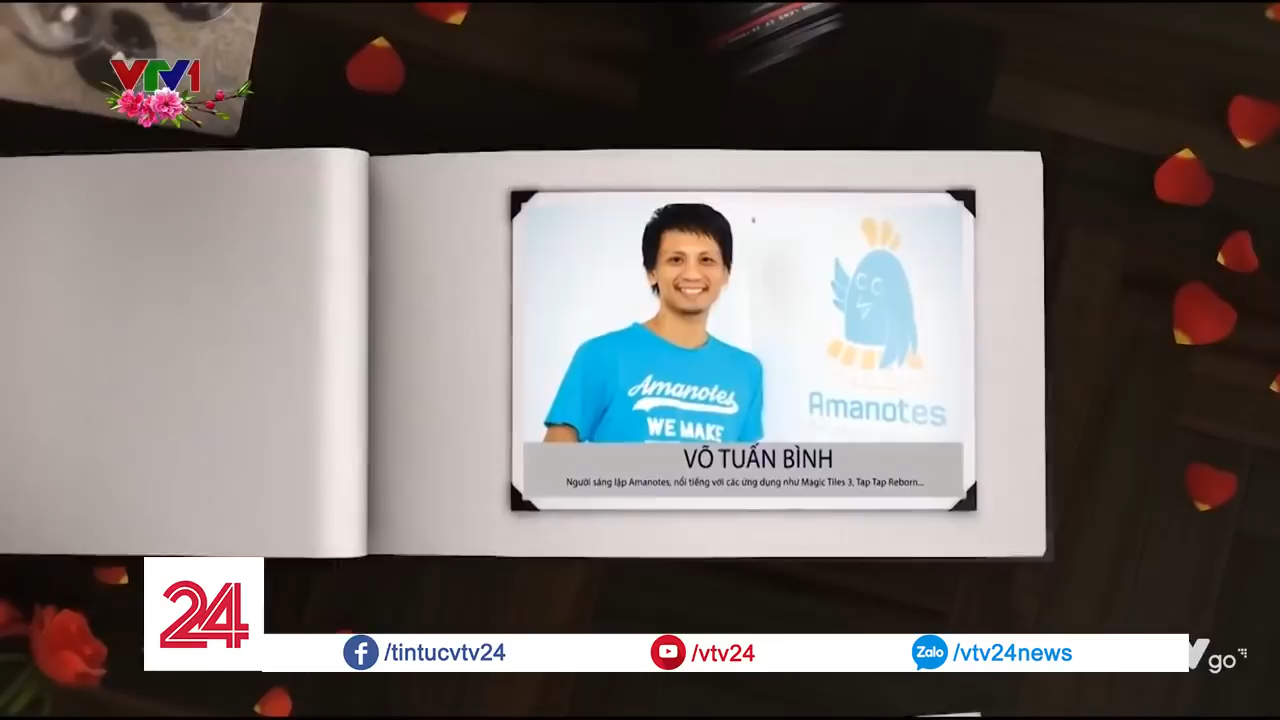 VTV1
Amanotes
WE MAKE
Amanotes
VÕ TUẤN BÌNH
Người sáng lập Amanotes, nổi tiếng với các ứng dụng như Magic Tiles 3, Tap Tap Reborn...
24
/tintucvtv24
/vtv24
Zalo /vtv24news
go